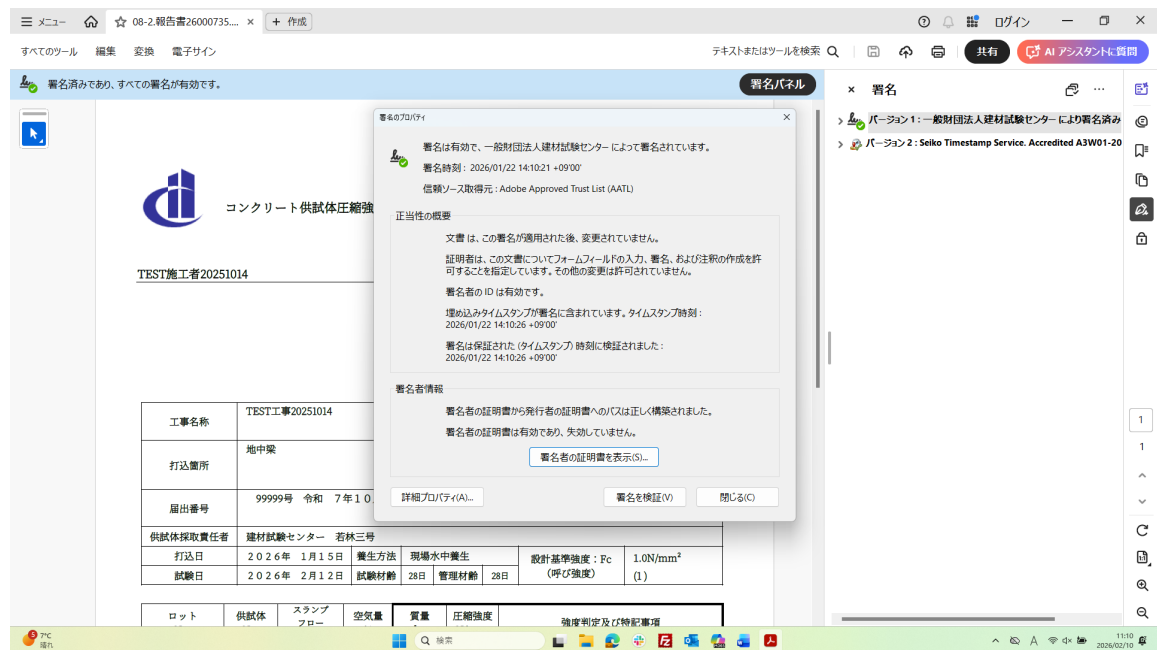 メニュー
08-2.報告書26000735....
×
+ 作成
ログイン
すべてのツール 編集 変換 電子サイン
テキストまたはツールを検索
共有
AI アシスタントに質問
署名済みであり、すべての署名が有効です。
署名パネル
コンクリート供試体圧縮強
TEST施工者20251014
工事名称 TEST工事20251014
打込箇所 地中梁
届出番号 99999号 令和 7年10
供試体採取責任者 建材試験センター 若林三号
打込日 2026年 1月15日 養生方法 現場水中養生 設計基準強度:Fc 1.0N/mm²
試験日 2026年 2月12日 試験材齢 28日 管理材齢 28日 (呼び強度) (1)
ロット 供試体 スランプ 空気量 質量 圧縮強度 強度判定及び特記事項
フロー
署名のプロパティ
署名は有効で、一般財団法人建材試験センター によって署名されています。
署名時刻: 2026/01/22 14:10:21 +09'00'
信頼ソース取得元 : Adobe Approved Trust List (AATL)
正当性の概要
文書 は、この署名が適用された後、変更されていません。
証明者は、この文書についてフォームフィールドの入力、署名、および注釈の作成を許
可することを指定しています。その他の変更は許可されていません。
署名者の ID は有効です。
埋め込みタイムスタンプが署名に含まれています。タイムスタンプ時刻 :
2026/01/22 14:10:26 +09'00'
署名は保証された (タイムスタンプ) 時刻に検証されました :
2026/01/22 14:10:26 +09'00'
署名者情報
署名者の証明書から発行者の証明書へのパスは正しく構築されました。
署名者の証明書は有効であり、失効していません。
署名者の証明書を表示(S)...
詳細プロパティ(A)...
署名を検証(V)
閉じる(C)
署名
バージョン 1 : 一般財団法人建材試験センター により署名済み
バージョン 2 : Seiko Timestamp Service. Accredited A3W01-20
1
1
5
7°C
晴れ
検索
A
11:10
2026/02/10